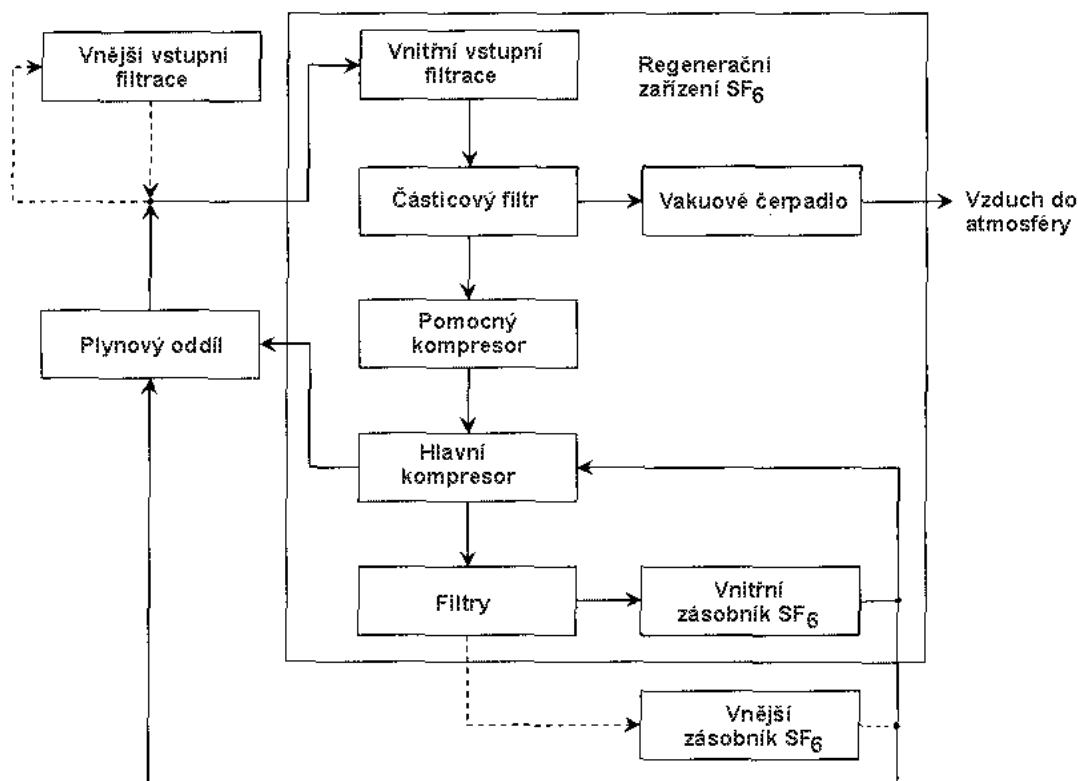 Vnější vstupní
filtrace
Vnitřní vstupní
filtrace
Regenerační
zařízení SF6
Částicový filtr
Vakuové čerpadlo
Vzduch do
atmosféry
Plynový oddíl
Pomocný
kompresor
Hlavní
kompresor
Filtry
Vnitřní
zásobník SF6
Vnější
zásobník SF6